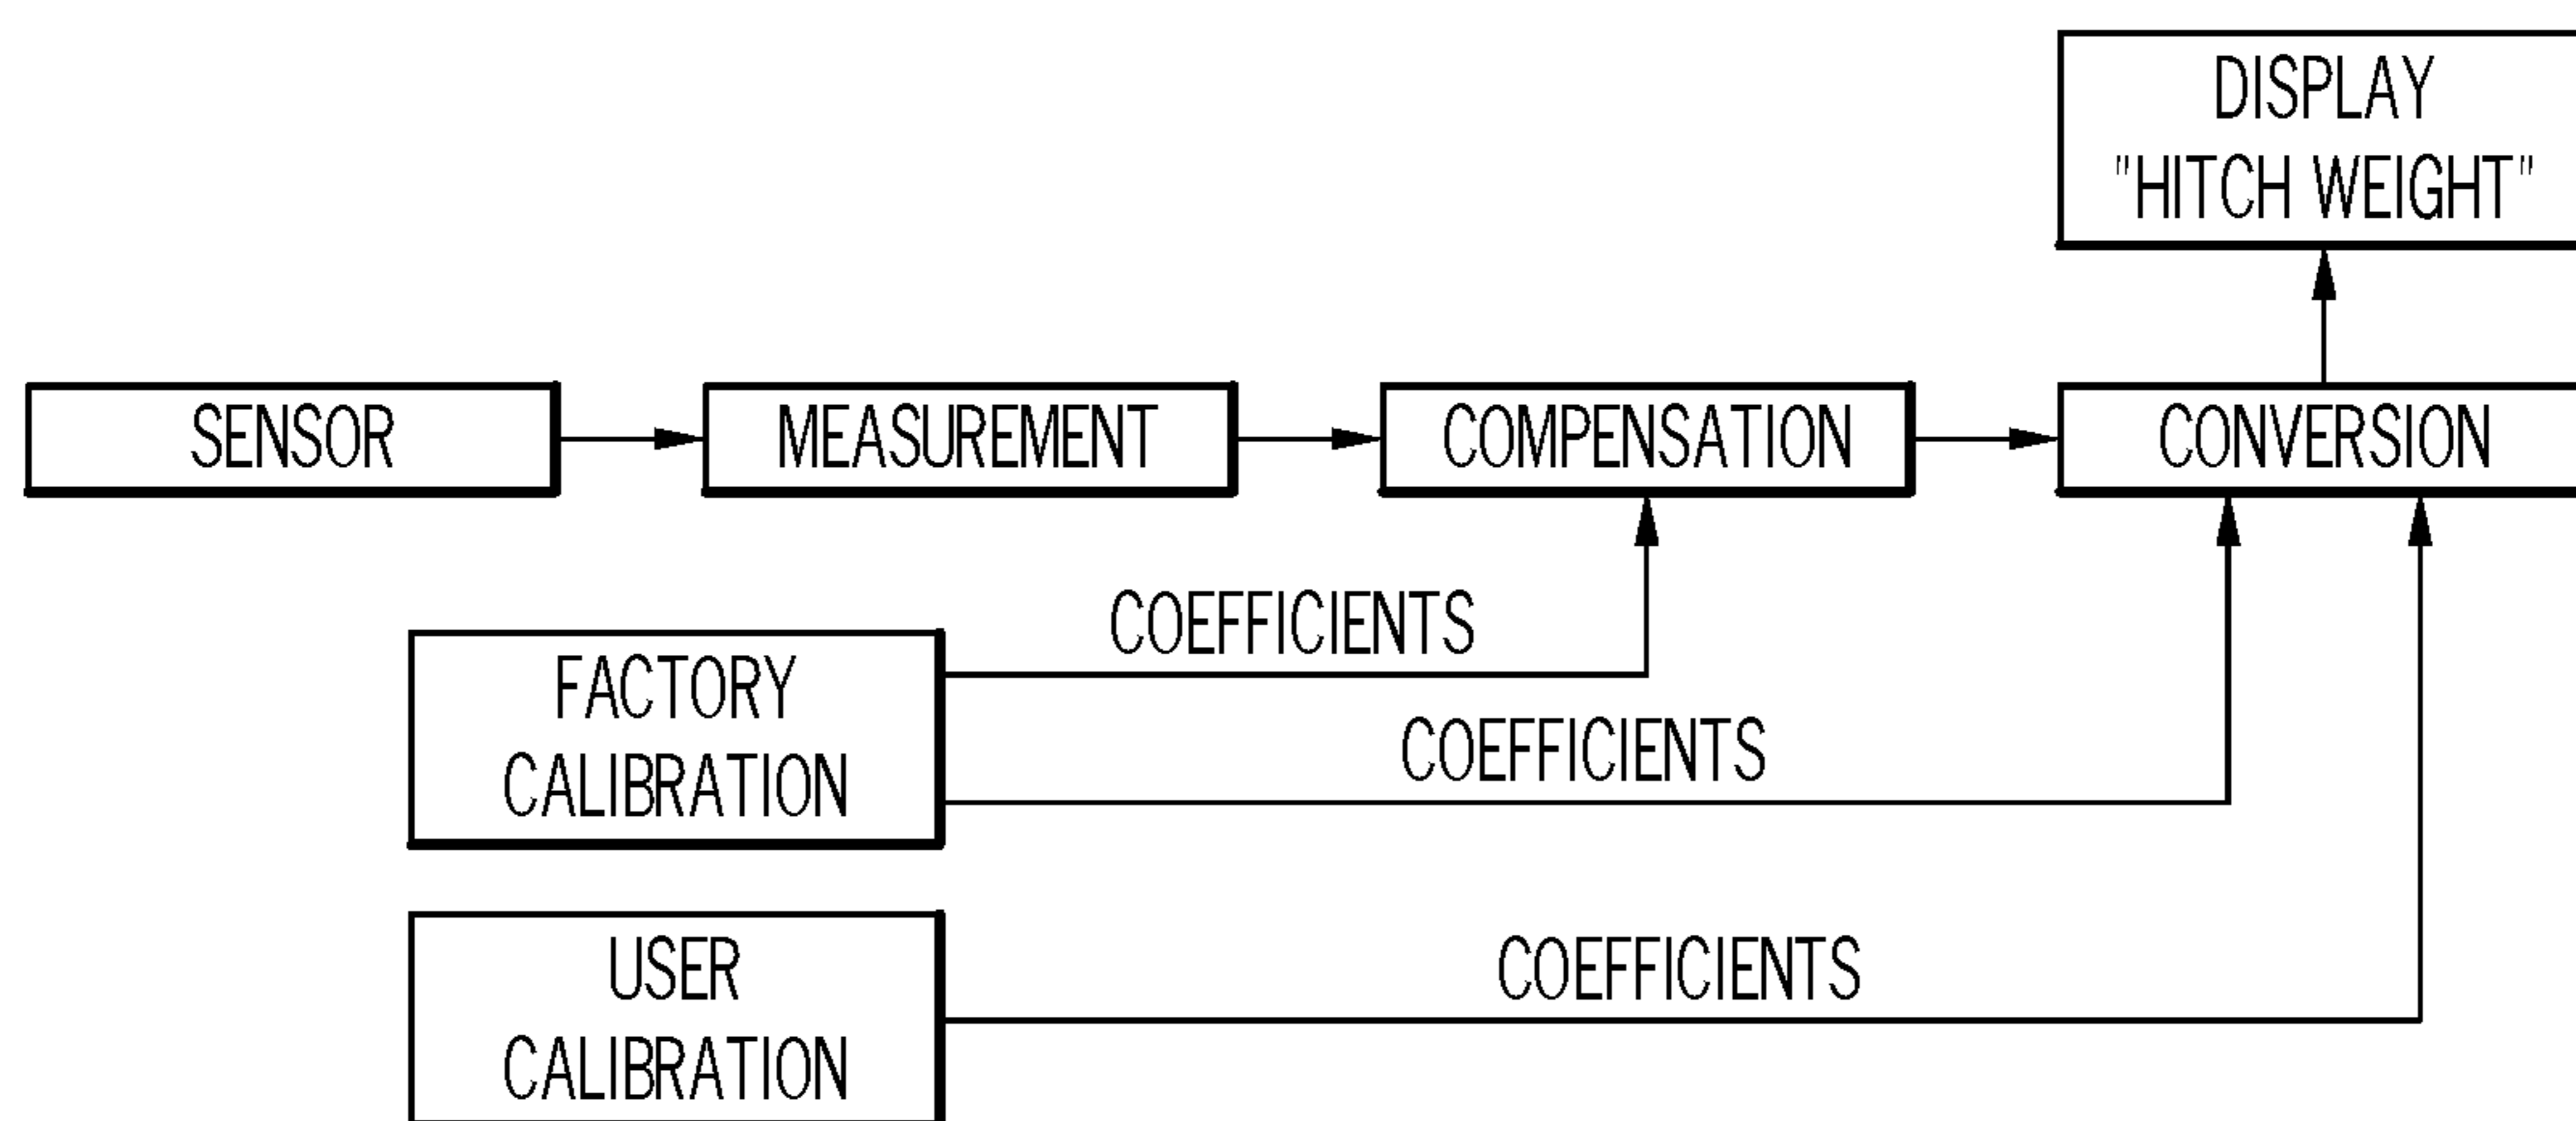 DISPLAY
"HITCH WEIGHT"
SENSOR
MEASUREMENT
COMPENSATION
CONVERSION
COEFFICIENTS
FACTORY
CALIBRATION
COEFFICIENTS
USER
CALIBRATION
COEFFICIENTS